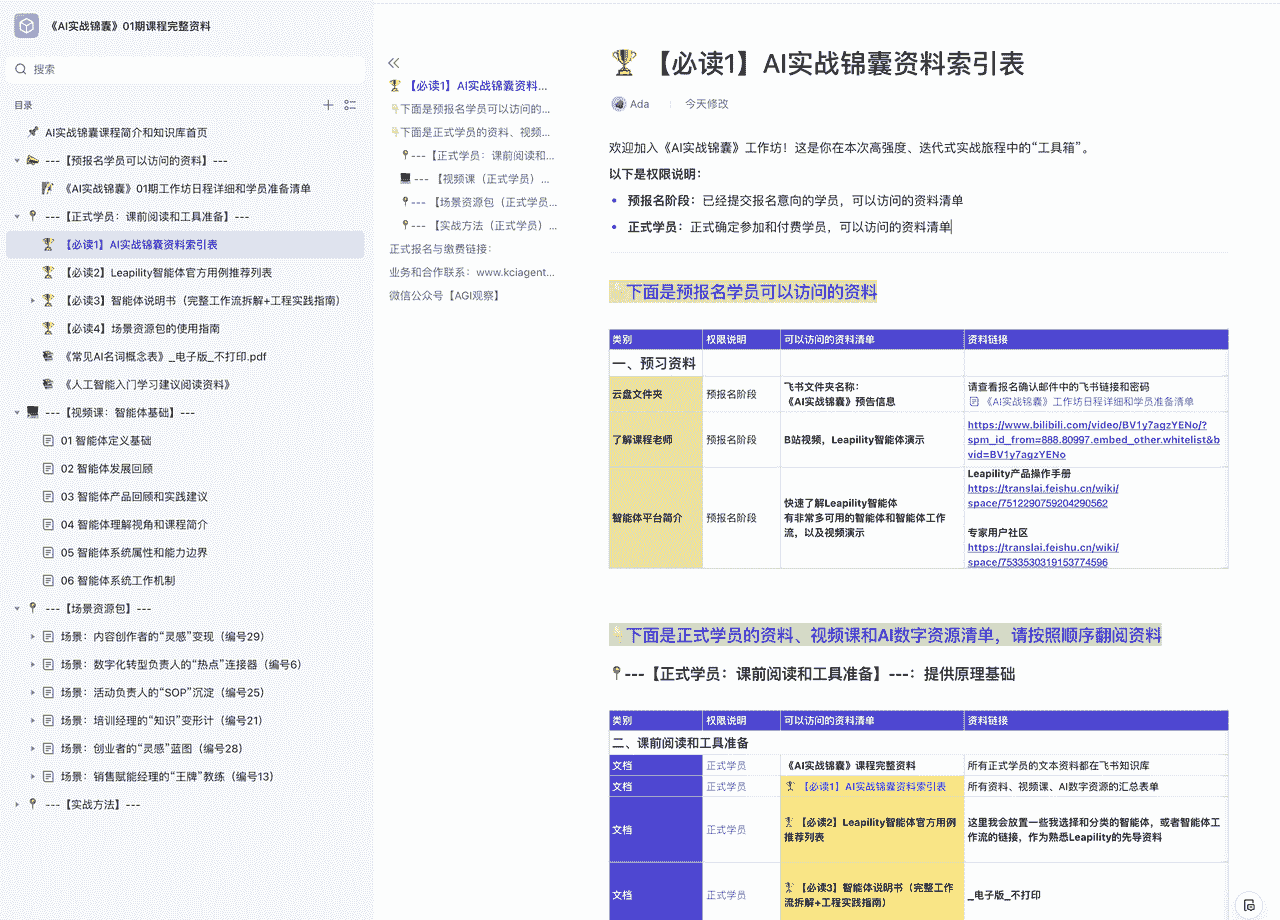 《AI实战锦囊》01期课程完整资料
搜索
目录
AI实战锦囊课程简介和知识库首页
---【预报名学员可以访问的资料】---
《AI实战锦囊》01期工作坊日程详细和学员准备清单
---【正式学员：课前阅读和工具准备】---
【必读1】AI实战锦囊资料索引表
【必读2】Leapility智能体官方用例推荐列表
【必读3】智能体说明书（完整工作流拆解+工程实践指南）
【必读4】场景资源包的使用指南
《常见AI名词概念表》_电子版_不打印.pdf
《人工智能入门学习建议阅读资料》
---【视频课：智能体基础】---
01 智能体定义基础
02 智能体发展回顾
03 智能体产品回顾和实践建议
04 智能体理解视角和课程简介
05 智能体系统属性和能力边界
06 智能体系统工作机制
---【场景资源包】---
场景：内容创作者的“灵感”变现（编号29）
场景：数字化转型负责人的“热点”连接器（编号6）
场景：活动负责人的“SOP”沉淀（编号25）
场景：培训经理的“知识”变形计（编号21）
场景：创业者的“灵感”蓝图（编号28）
场景：销售赋能经理的“王牌”教练（编号13）
---【实战方法】---
【必读1】AI实战锦囊资料...
下面是预报名学员可以访问的...
下面是正式学员的资料、视频...
---【正式学员：课前阅读和...
---【视频课（正式学员）...
---【场景资源包（正式学员...
---【实战方法（正式学员）...
正式报名与缴费链接：
业务和合作联系：www.kciagent...
微信公众号【AGI观察】
【必读1】AI实战锦囊资料索引表
Ada 今天修改
欢迎加入《AI实战锦囊》工作坊！这是你在本次高强度、迭代式实战旅程中的“工具箱”。
以下是权限说明：
• 预报名阶段：已经提交报名意向的学员，可以访问的资料清单
• 正式学员：正式确定参加和付费学员，可以访问的资料清单
下面是预报名学员可以访问的资料
类别 权限说明 可以访问的资料清单 资料链接
一、预习资料
云盘文件夹 预报名阶段
飞书文件夹名称：
《AI实战锦囊》预告信息
请查看报名确认邮件中的飞书链接和密码
《AI实战锦囊》工作坊日程详细和学员准备清单
了解课程老师 预报名阶段 B站视频，Leapility智能体演示
https://www.bilibili.com/video/BV1y7agzYENo/?
spm_id_from=888.80997.embed_other.whitelist&b
vid=BV1y7agzYENo
智能体平台简介 预报名阶段
快速了解Leapility智能体
有非常多可用的智能体和智能体工作
流，以及视频演示
Leapility产品操作手册
https://translai.feishu.cn/wiki/
space/7512290759204290562
专家用户社区
https://translai.feishu.cn/wiki/
space/7533530319153774596
下面是正式学员的资料、视频课和AI数字资源清单，请按照顺序翻阅资料
---【正式学员：课前阅读和工具准备】---：提供原理基础
类别 权限说明 可以访问的资料清单 资料链接
二、课前阅读和工具准备
文档 正式学员 《AI实战锦囊》课程完整资料 所有正式学员的文本资料都在飞书知识库
文档 正式学员 【必读1】AI实战锦囊资料索引表 所有资料、视频课、AI数字资源的汇总表单
文档 正式学员
【必读2】Leapility智能体官方用例
推荐列表
这里我会放置一些我选择和分类的智能体，或者智能体工
作流的链接，作为熟悉Leapility的先导资料
文档 正式学员
【必读3】智能体说明书（完整工作
流拆解+工程实践指南）
_电子版_不打印